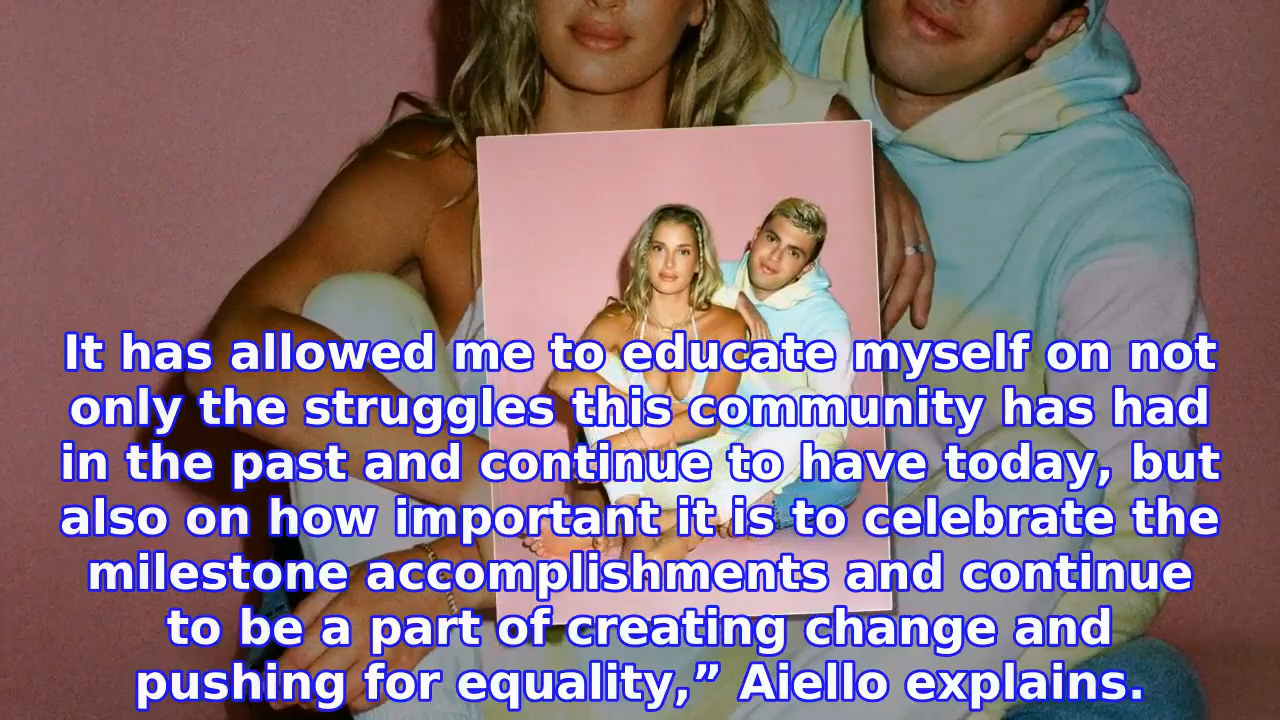 It has allowed me to educate myself on not
only the struggles this community has had
in the past and continue to have today, but
also on how important it is to celebrate the
milestone accomplishments and continue
to be a part of creating change and
pushing for equality,” Aiello explains.